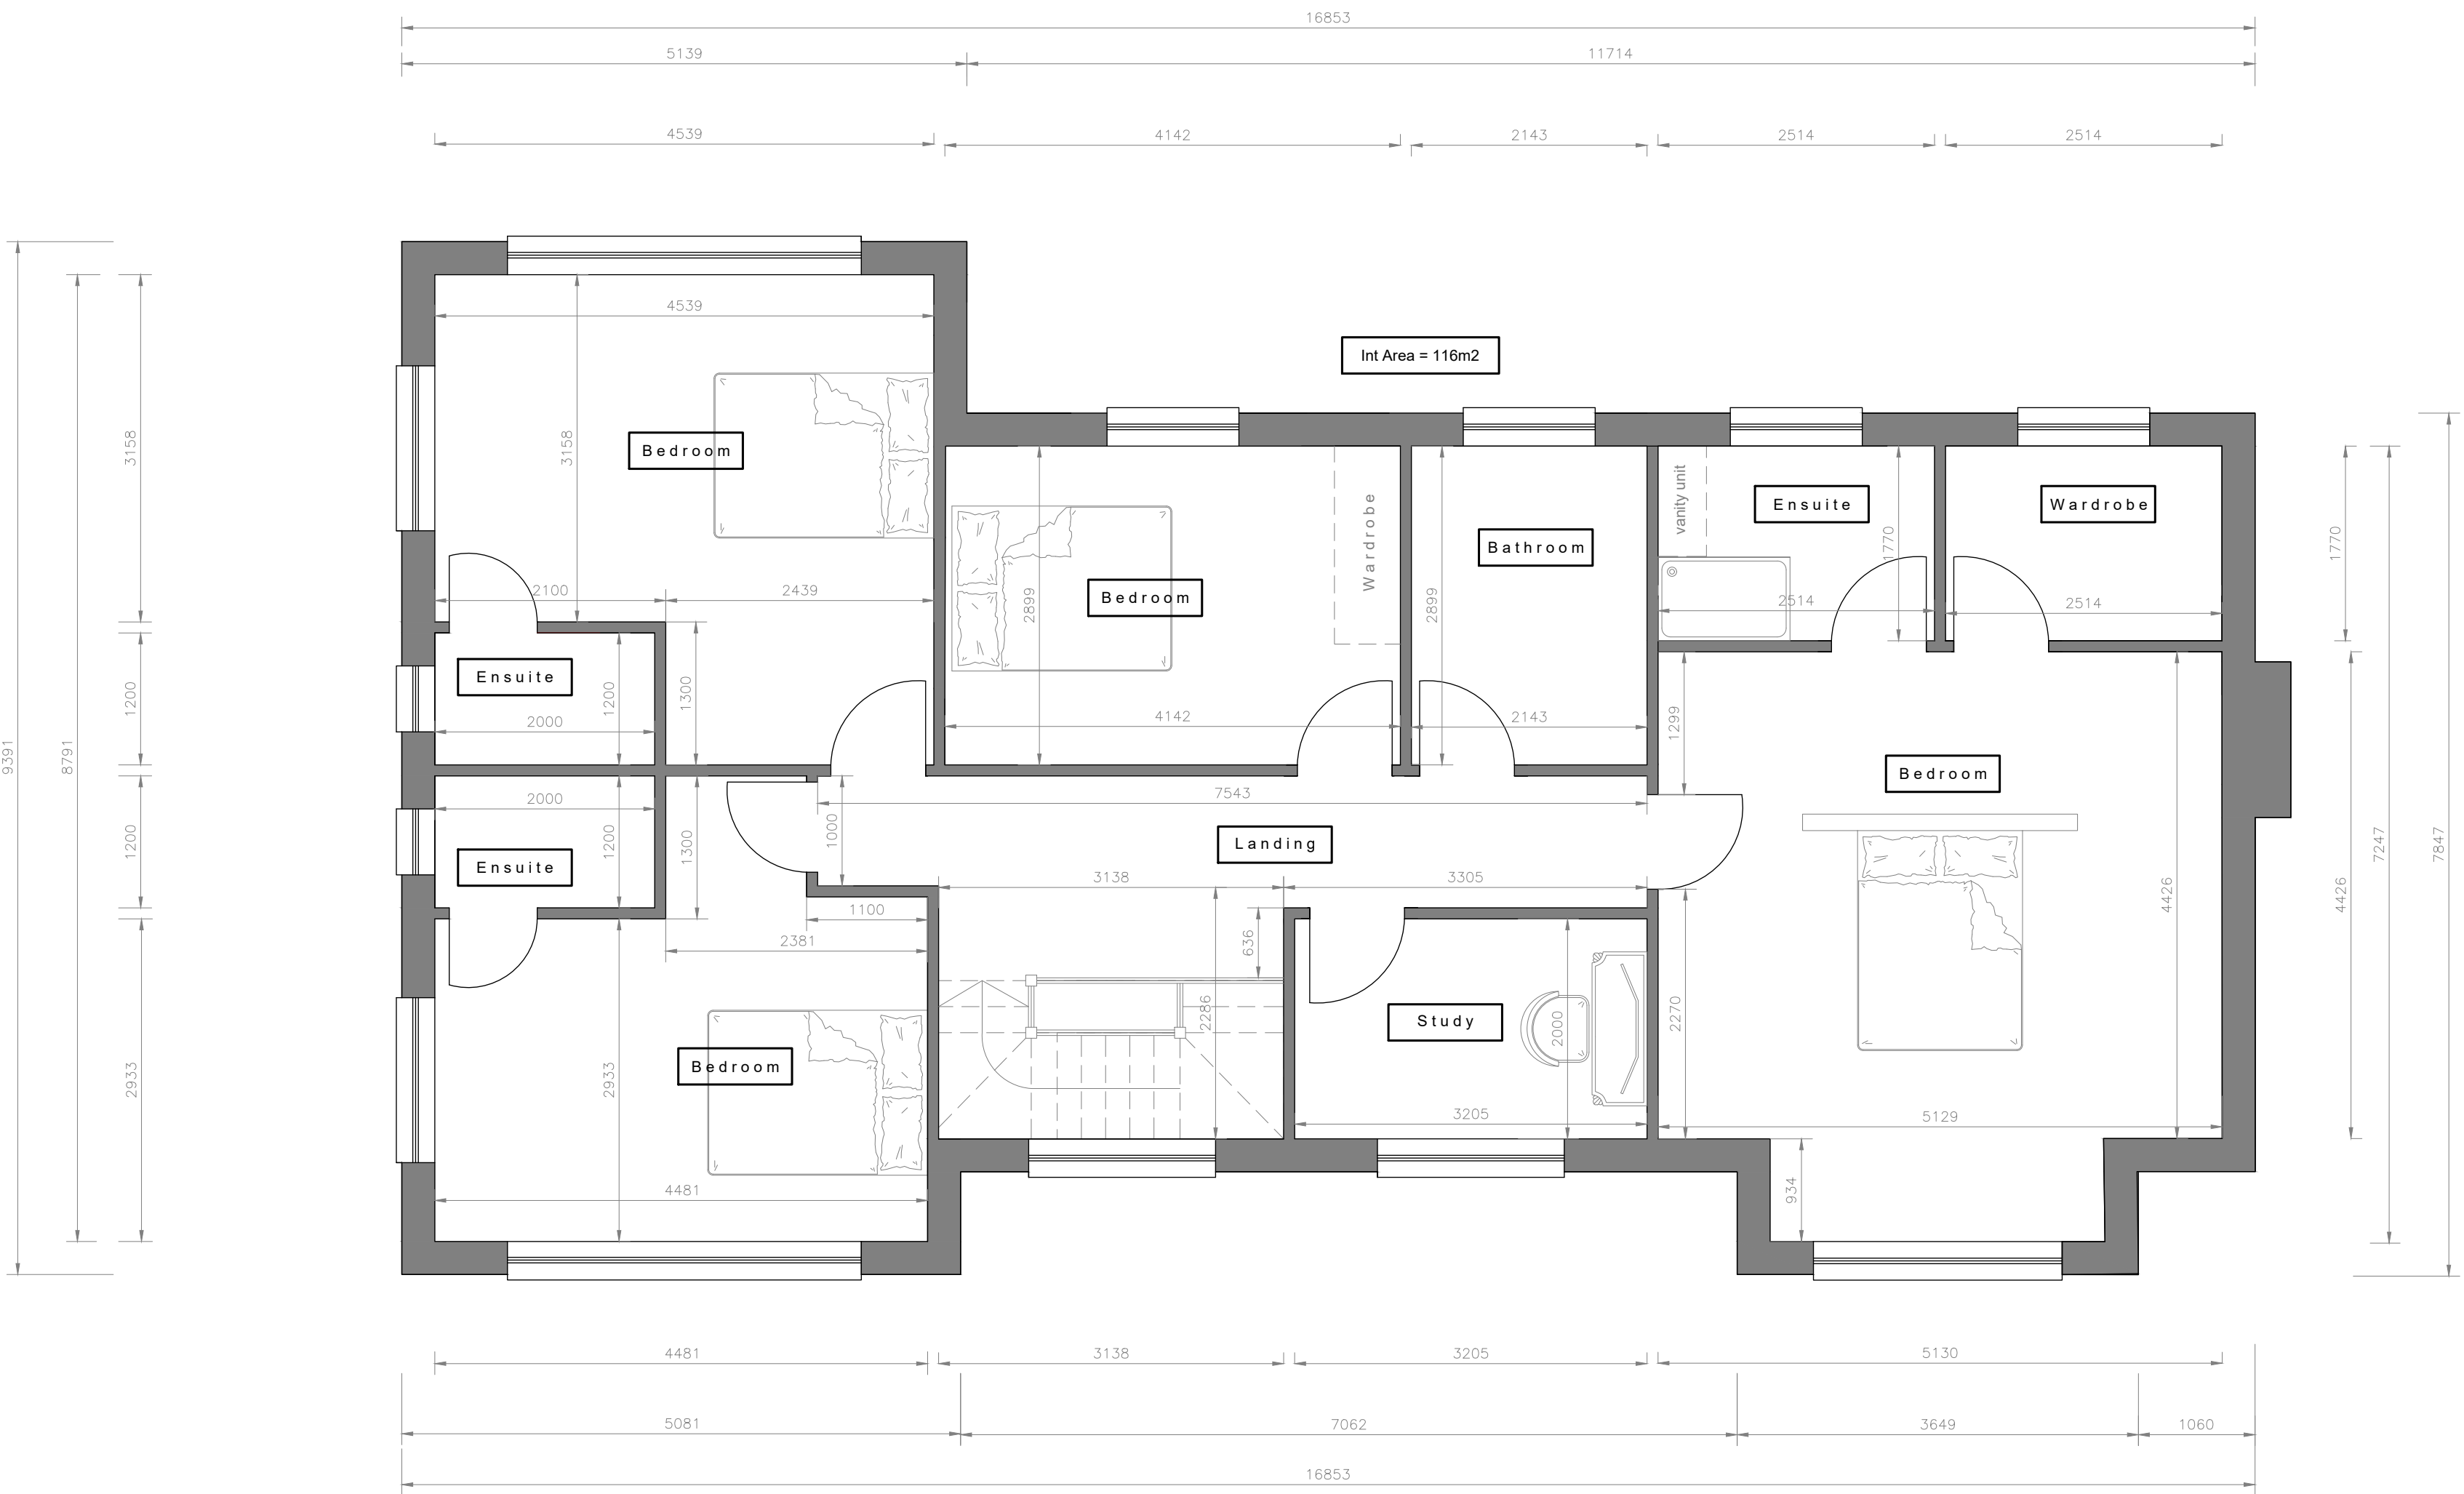 16853
5139 11714
4539 4142 2143 2514 2514
4539
Int Area = 116m2
3158 3158 Bedroom
Wardrobe
vanity unit
Ensuite Wardrobe
Bathroom
1770 1770
2100 2439
2899 Bedroom 2899
2514 2514
Ensuite
1200 1200 1300
2000 4142 2143
1299
9391 8791
Bedroom
2000 7543
1200 1200 1300 1000
Landing
7247 7847
Ensuite
3138 3305
4426 4426
1100
2381
636
2286 Study 2000 2270
2933 2933 Bedroom
3205 5129
4481
934
4481 3138 3205 5130
5081 7062 3649 1060
16853